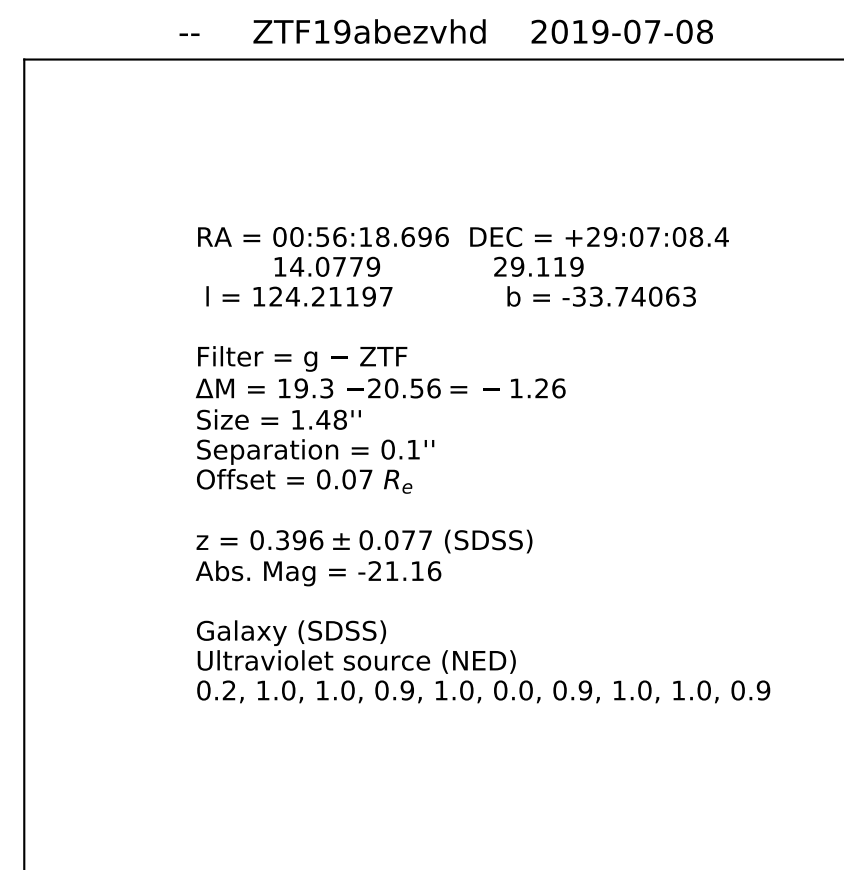 -- ZTF19abezvhd 2019-07-08
RA = 00:56:18.696 DEC = +29:07:08.4
14.0779 29.119
l = 124.21197 b = -33.74063
Filter = g − ZTF
ΔM = 19.3 −20.56 = − 1.26
Size = 1.48''
Separation = 0.1''
Offset = 0.07 Re
z = 0.396 ± 0.077 (SDSS)
Abs. Mag = -21.16
Galaxy (SDSS)
Ultraviolet source (NED)
0.2, 1.0, 1.0, 0.9, 1.0, 0.0, 0.9, 1.0, 1.0, 0.9